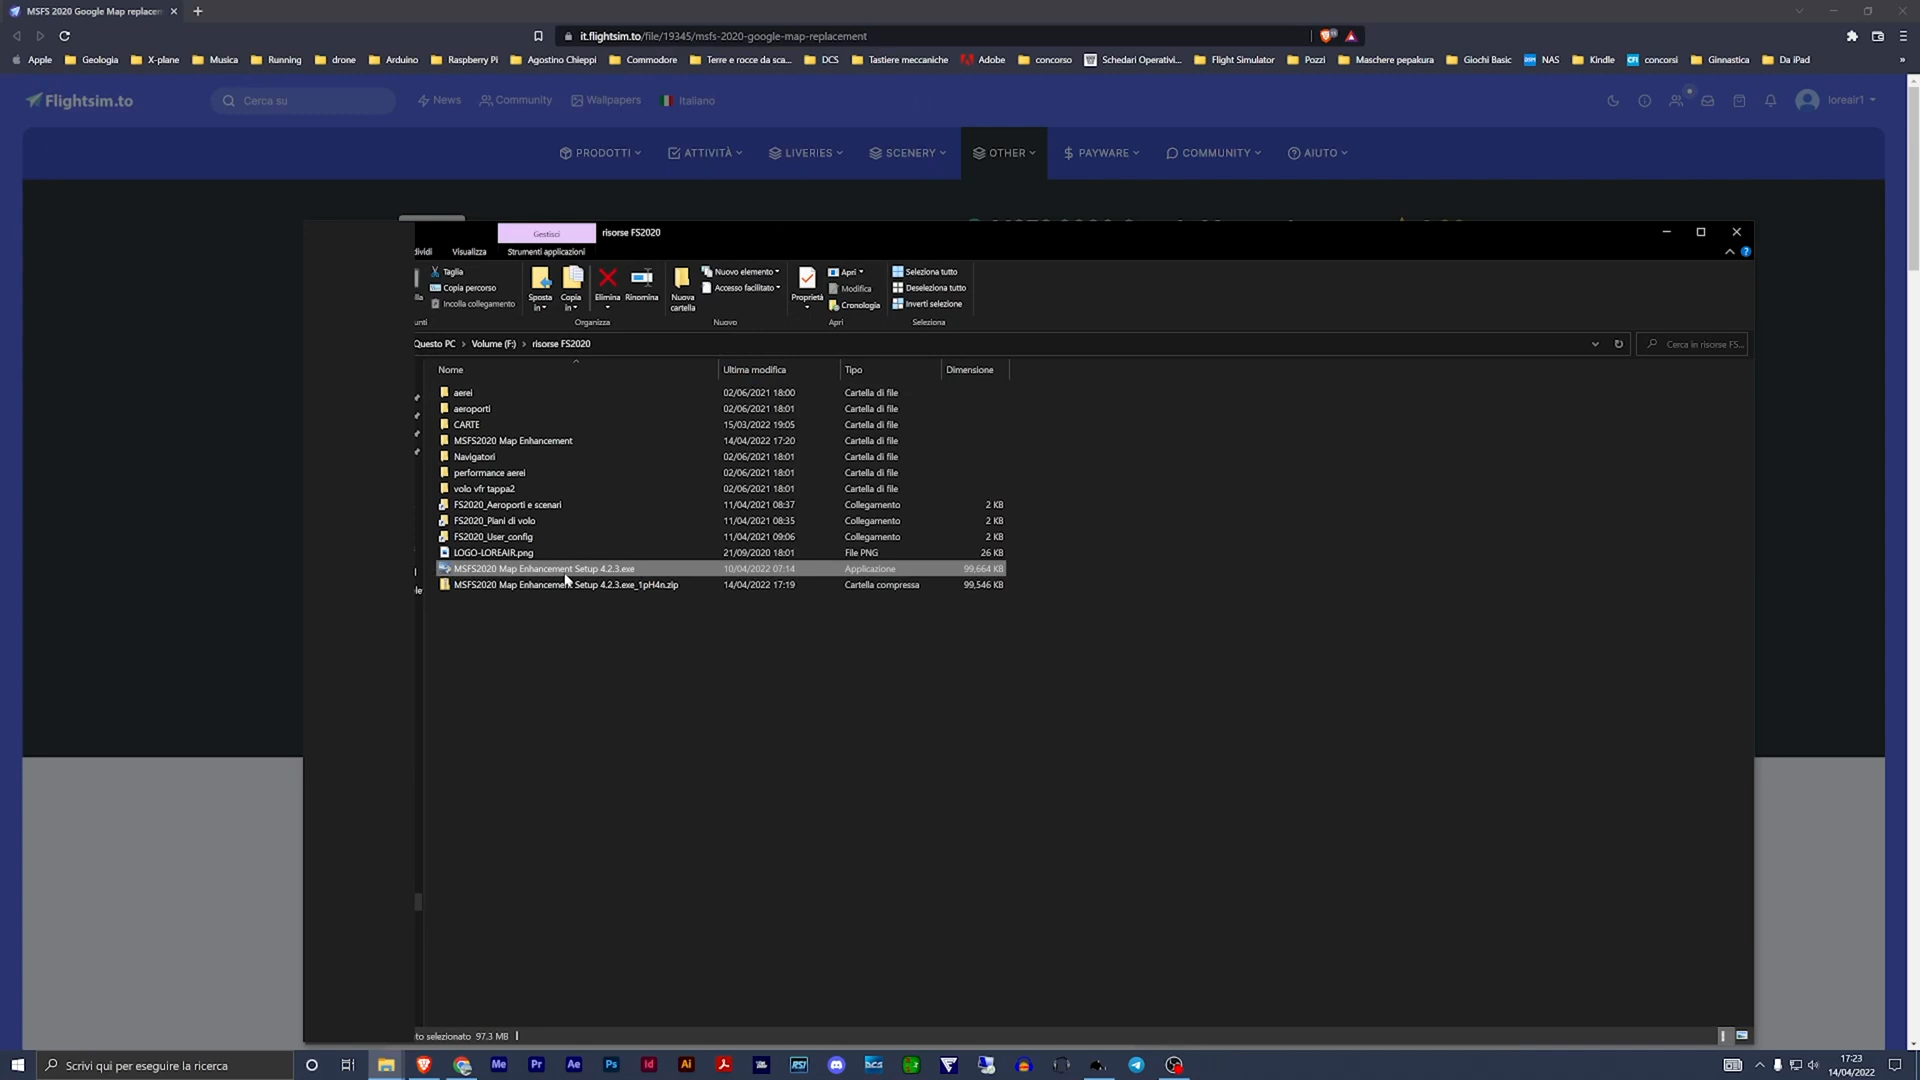 MSFS 2020 Google Map replacem
it.flightsim.to/file/19345/msfs-2020-google-map-replacement
Apple Geologia X-plane Musica Running drone Arduino Raspberry Pi Agostino Chieppi Commodore Terre e rocce da sca... DCS Tastiere meccaniche Adobe concorso Schedari Operativi... Flight Simulator Pozzi Maschere pepakura Giochi Basic NAS Kindle concorsi Ginnastica Da iPad »
Flightsim.to Cerca su News Community Wallpapers Italiano loreair1
PRODOTTI ATTIVITÀ LIVERIES SCENERY OTHER PAYWARE COMMUNITY AIUTO
Gestisci risorse FS2020
dividi Visualizza Strumenti applicazioni
Taglia
Copia percorso
Incolla collegamento
Sposta in
Copia in
Elimina
Rinomina
Organizza
Nuova cartella
Nuovo elemento
Accesso facilitato
Nuovo
Proprietà
Apri
Modifica
Cronologia
Apri
Seleziona tutto
Deseleziona tutto
Inverti selezione
Seleziona
Questo PC > Volume (F:) > risorse FS2020 Cerca in risorse FS...
Nome Ultima modifica Tipo Dimensione
aerei 02/06/2021 18:00 Cartella di file
aeroporti 02/06/2021 18:01 Cartella di file
CARTE 15/03/2022 19:05 Cartella di file
MSFS2020 Map Enhancement 14/04/2022 17:20 Cartella di file
Navigatori 02/06/2021 18:01 Cartella di file
performance aerei 02/06/2021 18:01 Cartella di file
volo vfr tappa2 02/06/2021 18:01 Cartella di file
FS2020_Aeroporti e scenari 11/04/2021 08:37 Collegamento 2 KB
FS2020_Piani di volo 11/04/2021 08:35 Collegamento 2 KB
FS2020_User_config 11/04/2021 09:06 Collegamento 2 KB
LOGO-LOREAIR.png 21/09/2020 18:01 File PNG 26 KB
MSFS2020 Map Enhancement Setup 4.2.3.exe 10/04/2022 07:14 Applicazione 99,664 KB
MSFS2020 Map Enhancement Setup 4.2.3.exe_1pH4n.zip 14/04/2022 17:19 Cartella compressa 99,546 KB
to selezionato 97.3 MB
Scrivi qui per eseguire la ricerca Me Pr Ae Ps Id Ai RSI DCS 17:23
14/04/2022